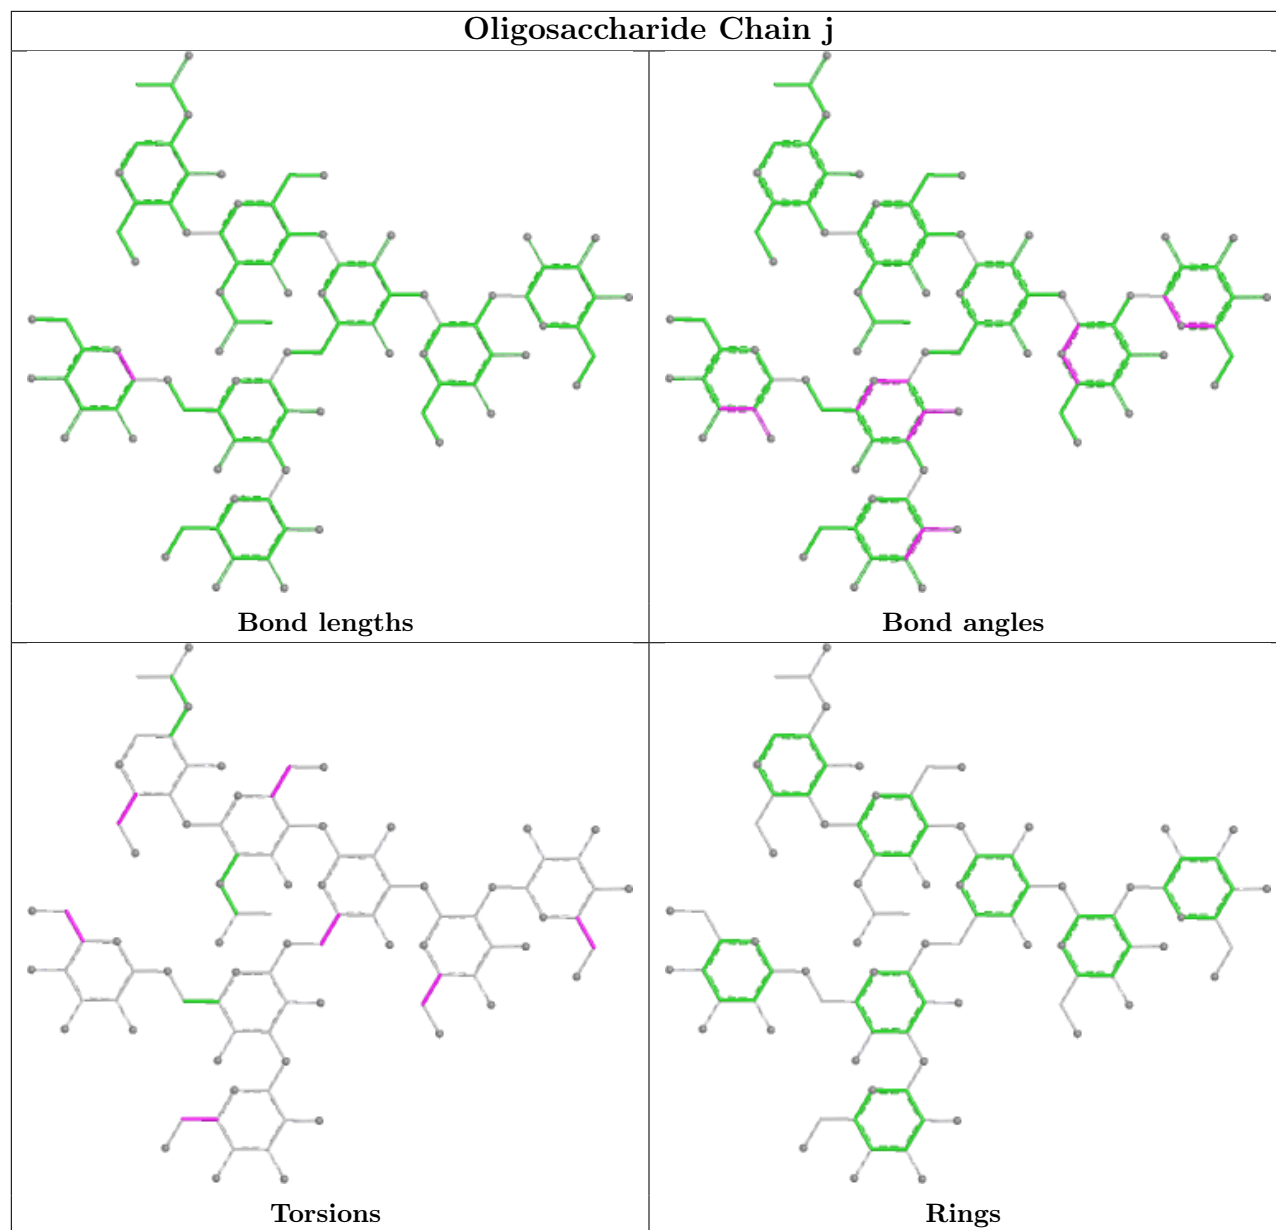 Oligosaccharide Chain j
Bond lengths
Bond angles
Torsions
Rings